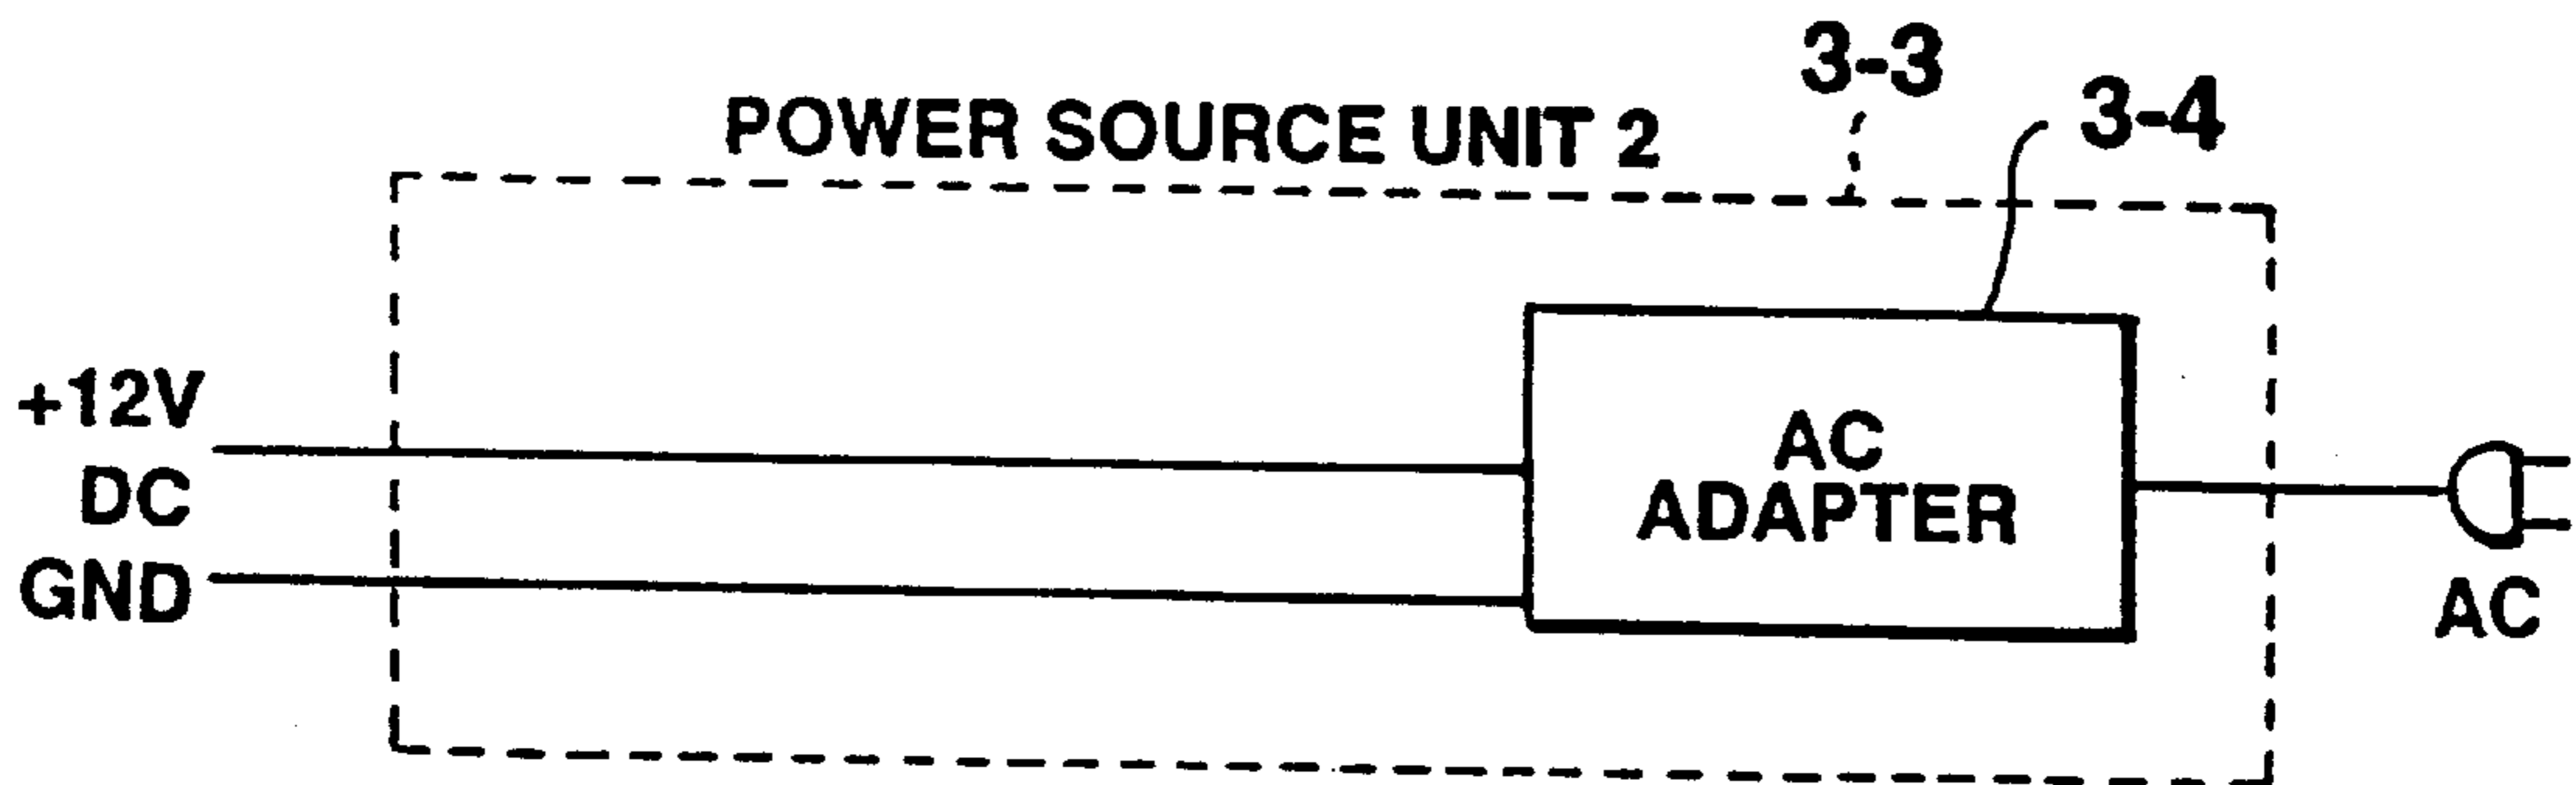 3-3
3-4
POWER SOURCE UNIT 2
+12V
DC
GND
AC
ADAPTER
AC